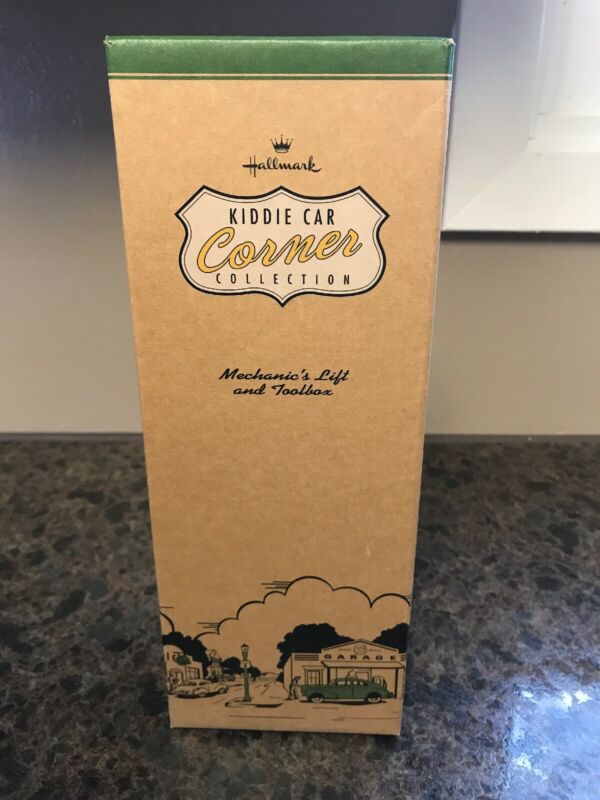 Hallmark
KIDDIE CAR
Corner
COLLECTION
Mechanic's Lift
and Toolbox
GARAGE